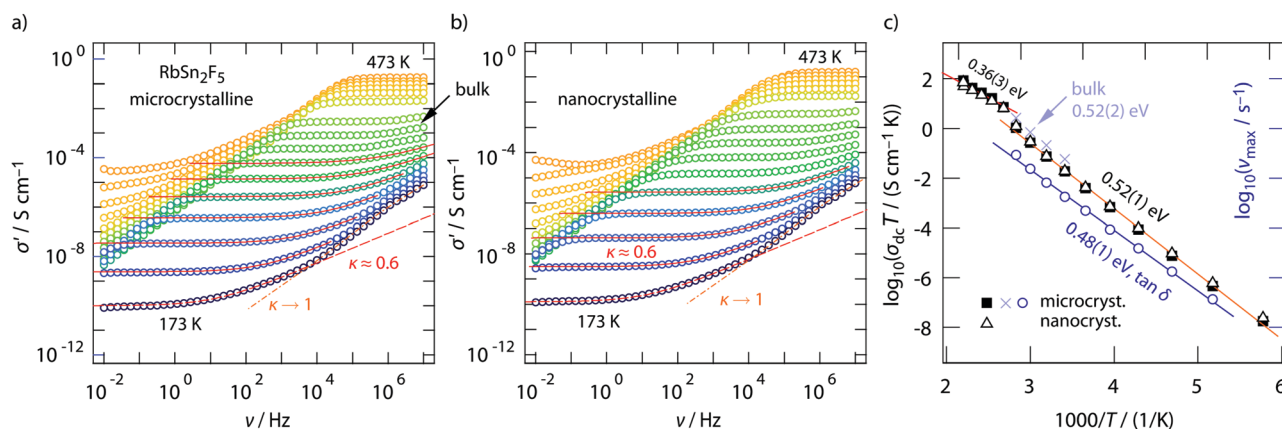 a)
10^0
10^-4
10^-8
10^-12
σ′ / S cm^-1
RbSn₂F₅
microcrystalline
473 K
bulk
κ ≈ 0.6
κ → 1
173 K
10^-2 10^0 10^2 10^4 10^6
ν / Hz
b)
10^0
10^-4
10^-8
10^-12
σ′ / S cm^-1
nanocrystalline
473 K
κ ≈ 0.6
κ → 1
173 K
10^-2 10^0 10^2 10^4 10^6
ν / Hz
c)
2
0
-2
-4
-6
-8
log₁₀(σ_dc T / (S cm^-1 K))
0.36(3) eV
bulk
0.52(2) eV
0.52(1) eV
0.48(1) eV, tan δ
microcryst.
nanocryst.
log₁₀(ν_max / s^-1)
2 3 4 5 6
1000/T / (1/K)